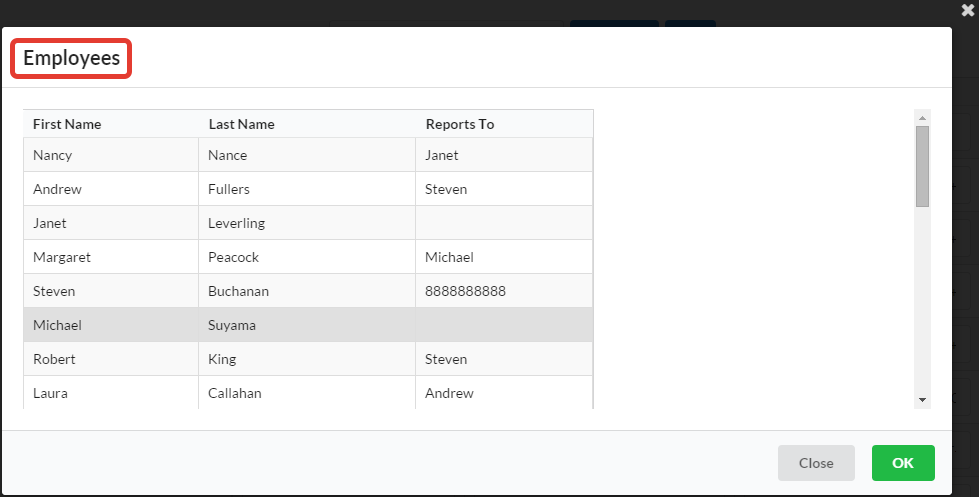 Employees
First Name Last Name Reports To
Nancy Nance Janet
Andrew Fullers Steven
Janet Leverling
Margaret Peacock Michael
Steven Buchanan 8888888888
Michael Suyama
Robert King Steven
Laura Callahan Andrew
Close OK